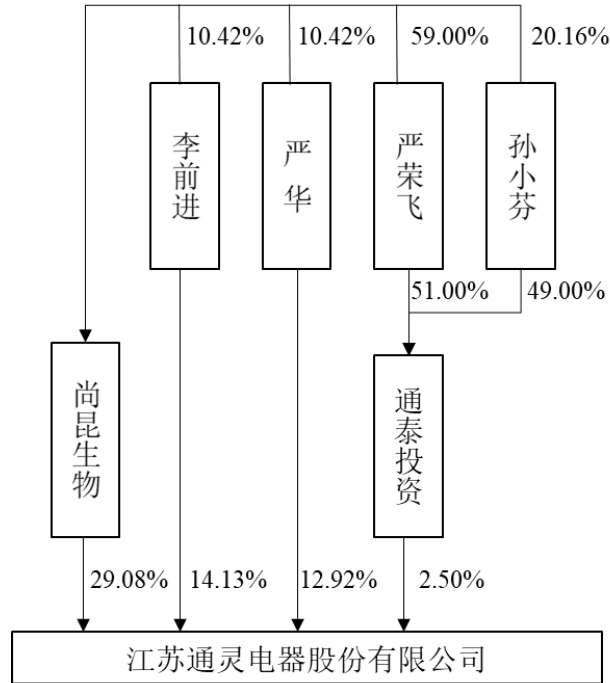 10.42%
10.42%
59.00%
20.16%
李前进
严华
严荣飞
孙小芬
51.00%
49.00%
尚昆生物
通泰投资
29.08%
14.13%
12.92%
2.50%
江苏通灵电器股份有限公司